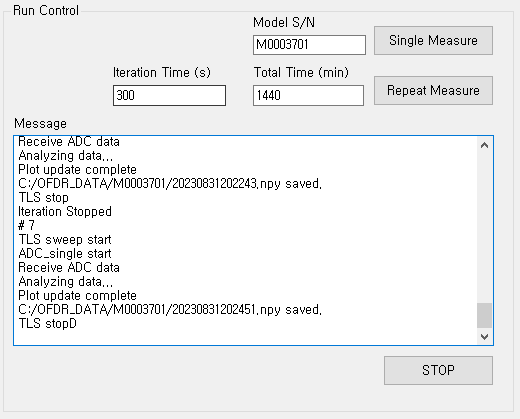 Run Control
Model S/N
M0003701
Single Measure
Iteration Time (s)
Total Time (min)
300
1440
Repeat Measure
Message
Receive ADC data
Analyzing data...
Plot update complete
C:/OFDR_DATA/M0003701/20230831202243.npy saved.
TLS stop
Iteration Stopped
# 7
TLS sweep start
ADC_single start
Receive ADC data
Analyzing data...
Plot update complete
C:/OFDR_DATA/M0003701/20230831202451.npy saved.
TLS stopD
STOP